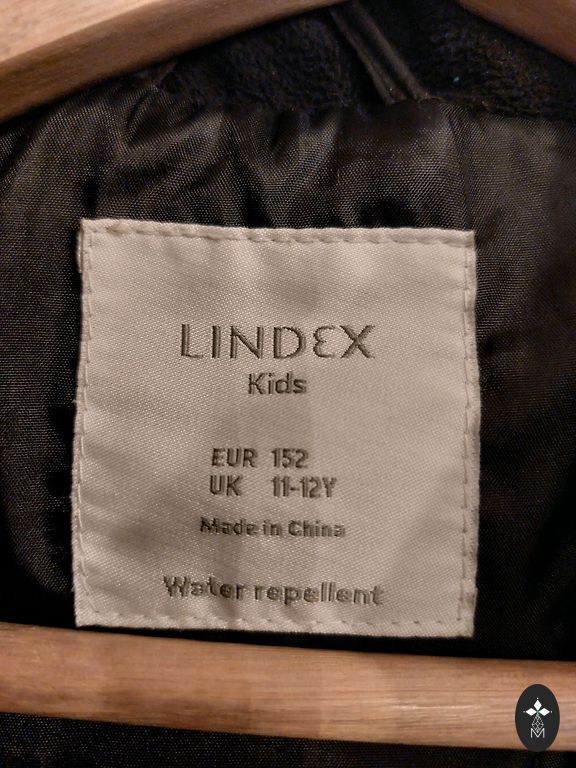 LINDEX
Kids
EUR 152
UK 11-12Y
Made in China
Water repellent